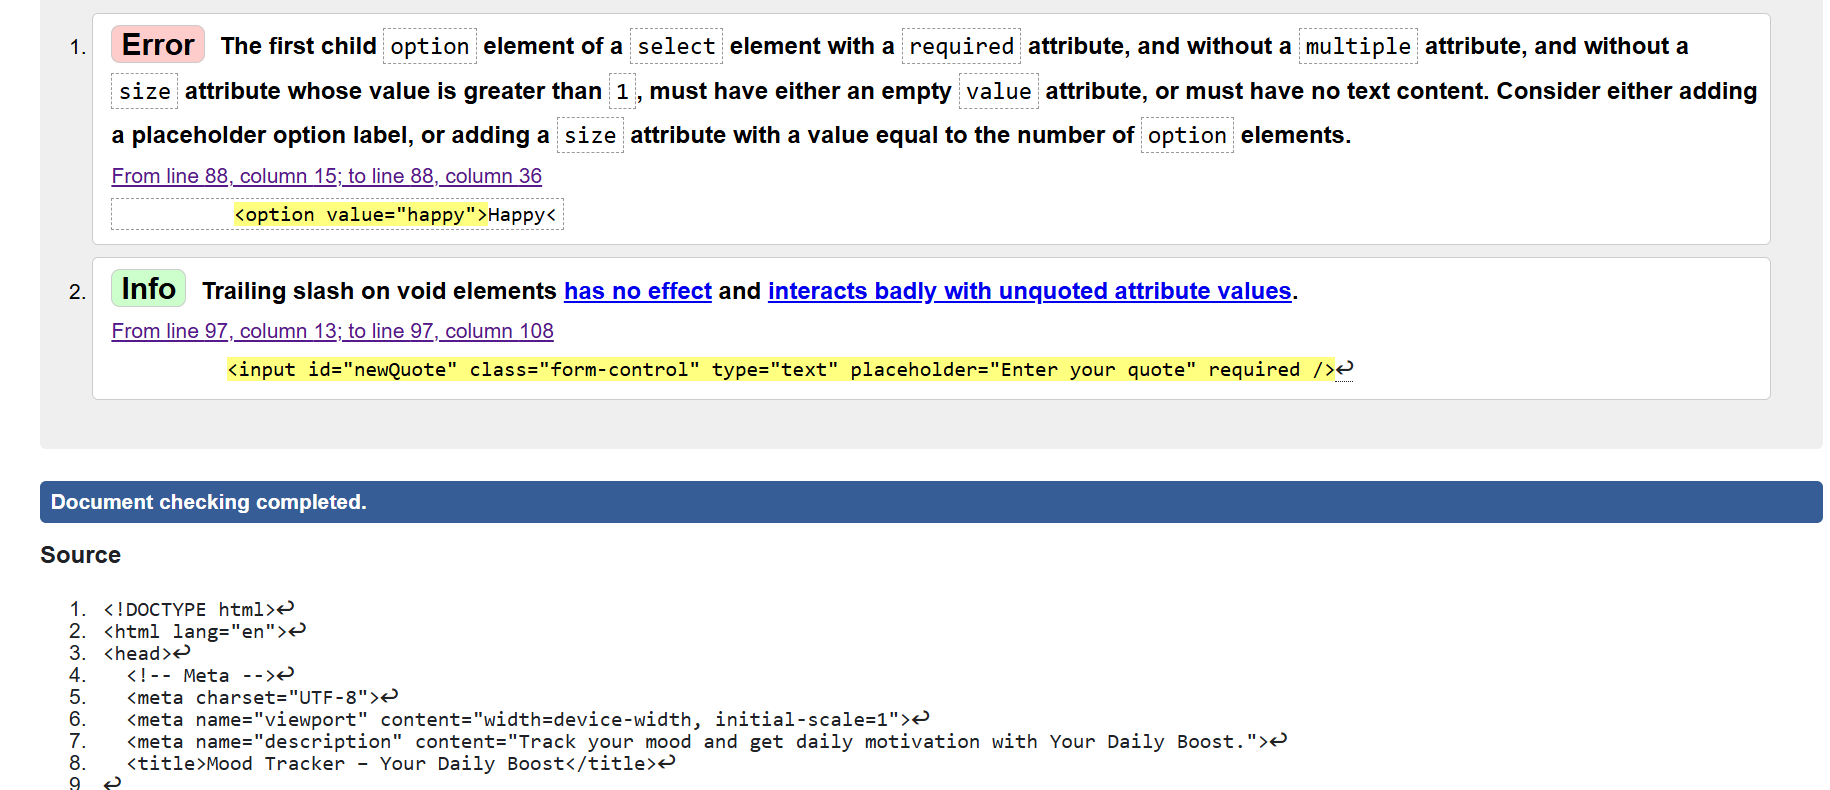 1. Error The first child option element of a select element with a required attribute, and without a multiple attribute, and without a
size attribute whose value is greater than 1, must have either an empty value attribute, or must have no text content. Consider either adding
a placeholder option label, or adding a size attribute with a value equal to the number of option elements.
From line 88, column 15; to line 88, column 36
<option value="happy">Happy<
2. Info Trailing slash on void elements has no effect and interacts badly with unquoted attribute values.
From line 97, column 13; to line 97, column 108
<input id="newQuote" class="form-control" type="text" placeholder="Enter your quote" required />↩
Document checking completed.
Source
1. <!DOCTYPE html>↩
2. <html lang="en">↩
3. <head>↩
4. <!-- Meta -->↩
5. <meta charset="UTF-8">↩
6. <meta name="viewport" content="width=device-width, initial-scale=1">↩
7. <meta name="description" content="Track your mood and get daily motivation with Your Daily Boost.">↩
8. <title>Mood Tracker – Your Daily Boost</title>↩
9. ↩